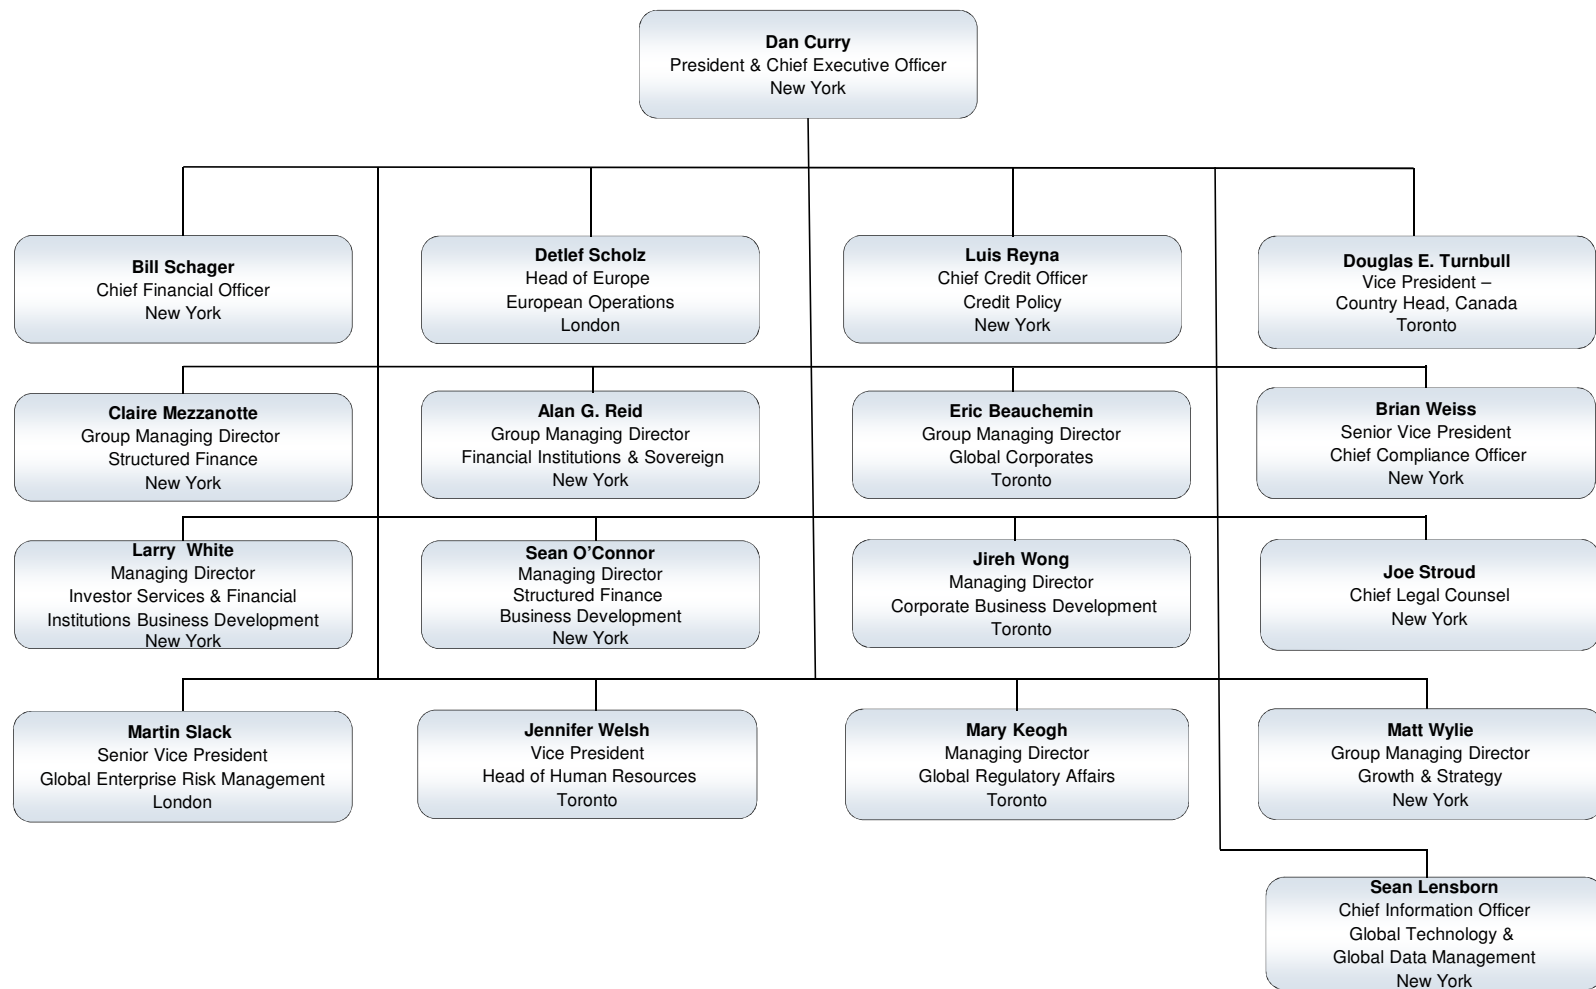 Dan Curry
President & Chief Executive Officer
New York
Bill Schager
Chief Financial Officer
New York
Detlef Scholz
Head of Europe
European Operations
London
Luis Reyna
Chief Credit Officer
Credit Policy
New York
Douglas E. Turnbull
Vice President –
Country Head, Canada
Toronto
Claire Mezzanotte
Group Managing Director
Structured Finance
New York
Alan G. Reid
Group Managing Director
Financial Institutions & Sovereign
New York
Eric Beauchemin
Group Managing Director
Global Corporates
Toronto
Brian Weiss
Senior Vice President
Chief Compliance Officer
New York
Larry  White
Managing Director
Investor Services & Financial
Institutions Business Development
New York
Sean O’Connor
Managing Director
Structured Finance
Business Development
New York
Jireh Wong
Managing Director
Corporate Business Development
Toronto
Joe Stroud
Chief Legal Counsel
New York
Martin Slack
Senior Vice President
Global Enterprise Risk Management
London
Jennifer Welsh
Vice President
Head of Human Resources
Toronto
Mary Keogh
Managing Director
Global Regulatory Affairs
Toronto
Matt Wylie
Group Managing Director
Growth & Strategy
New York
Sean Lensborn
Chief Information Officer
Global Technology &
Global Data Management
New York